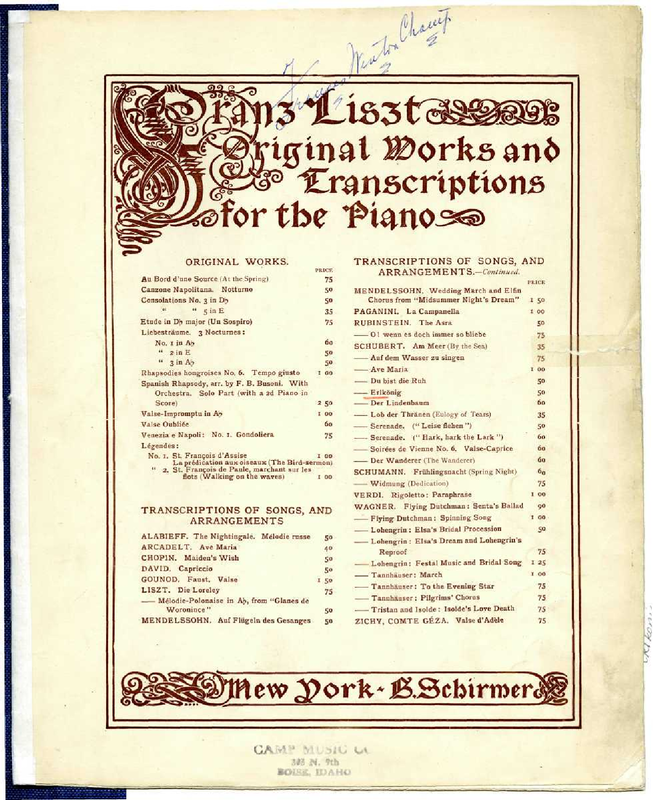 Newton Champ
Franz Liszt
Original Works and
Transcriptions
for the Piano
ORIGINAL WORKS.
PRICE
Au Bord d'une Source (At the Spring) 75
Canzone Napolitana. Notturno 50
Consolations No. 3 in D♭ 50
" " 5 in E 35
Etude in D♭ major (Un Sospiro) 75
Liebesträume. 3 Nocturnes:
No. 1 in A♭ 60
" 2 in E 50
" 3 in A♭ 50
Rhapsodies hongroises No. 6. Tempo giusto 1 00
Spanish Rhapsody, arr. by F. B. Busoni. With
Orchestra. Solo Part (with a 2d Piano in
Score) 2 50
Valse-Impromptu in A♭ 1 00
Valse Oubliée 60
Venezia e Napoli: No. 1. Gondoliera 75
Légendes:
No. 1. St. François d'Assise 1 00
La prédication aux oiseaux (The Bird-sermon)
" 2. St. François de Paule, marchant sur les
flots (Walking on the waves) 1 00
TRANSCRIPTIONS OF SONGS, AND
ARRANGEMENTS
ALABIEFF. The Nightingale. Mélodie russe 50
ARCADELT. Ave Maria 40
CHOPIN. Maiden's Wish 50
DAVID. Capriccio 50
GOUNOD. Faust. Valse 1 50
LISZT. Die Loreley 75
— Mélodie-Polonaise in A♭, from "Glanes de
Woronince" 50
MENDELSSOHN. Auf Flügeln des Gesanges 50
TRANSCRIPTIONS OF SONGS, AND
ARRANGEMENTS.—Continued.
PRICE
MENDELSSOHN. Wedding March and Elfin
Chorus from "Midsummer Night's Dream" 1 50
PAGANINI. La Campanella 1 00
RUBINSTEIN. The Asra 50
— O! wenn es doch immer so bliebe 75
SCHUBERT. Am Meer (By the Sea) 35
— Auf dem Wasser zu singen 75
— Ave Maria 1 00
— Du bist die Ruh 50
— Erlkönig 50
— Der Lindenbaum 60
— Lob der Thränen (Eulogy of Tears) 35
— Serenade. ("Leise flehen") 50
— Serenade. ("Hark, hark the Lark") 60
— Soirées de Vienne No. 6, Valse-Caprice 60
— Der Wanderer (The Wanderer) 60
SCHUMANN. Frühlingsnacht (Spring Night) 60
— Widmung (Dedication) 75
VERDI. Rigoletto: Paraphrase 1 00
WAGNER. Flying Dutchman: Senta's Ballad 90
— Flying Dutchman: Spinning Song 1 00
— Lohengrin: Elsa's Bridal Procession 50
— Lohengrin: Elsa's Dream and Lohengrin's
Reproof 75
— Lohengrin: Festal Music and Bridal Song 1 25
— Tannhäuser: March 1 00
— Tannhäuser: To the Evening Star 75
— Tannhäuser: Pilgrims' Chorus 75
— Tristan and Isolde: Isolde's Love Death 75
ZICHY, COMTE GÉZA. Valse d'Adèle 75
New York - G. Schirmer
CAMP MUSIC CO
N. 9th
BOISE, IDAHO